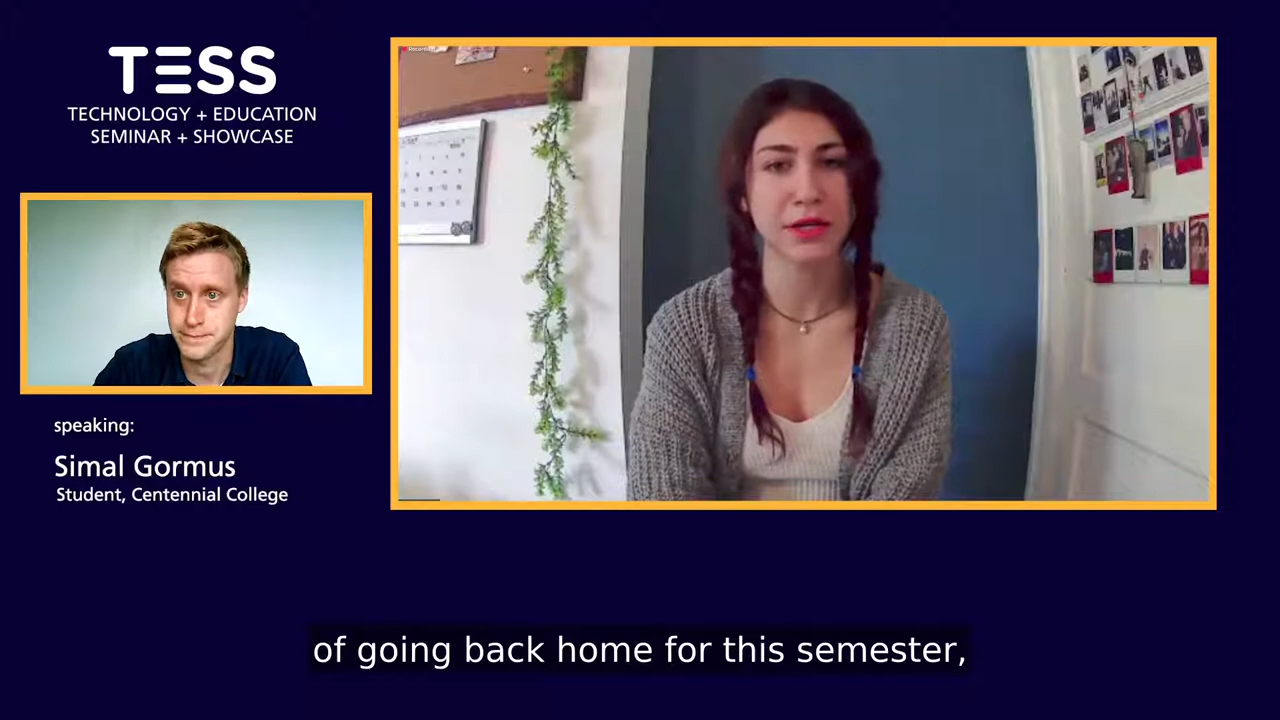 TESS
TECHNOLOGY + EDUCATION
SEMINAR + SHOWCASE
speaking:
Simal Gormus
Student, Centennial College
of going back home for this semester,